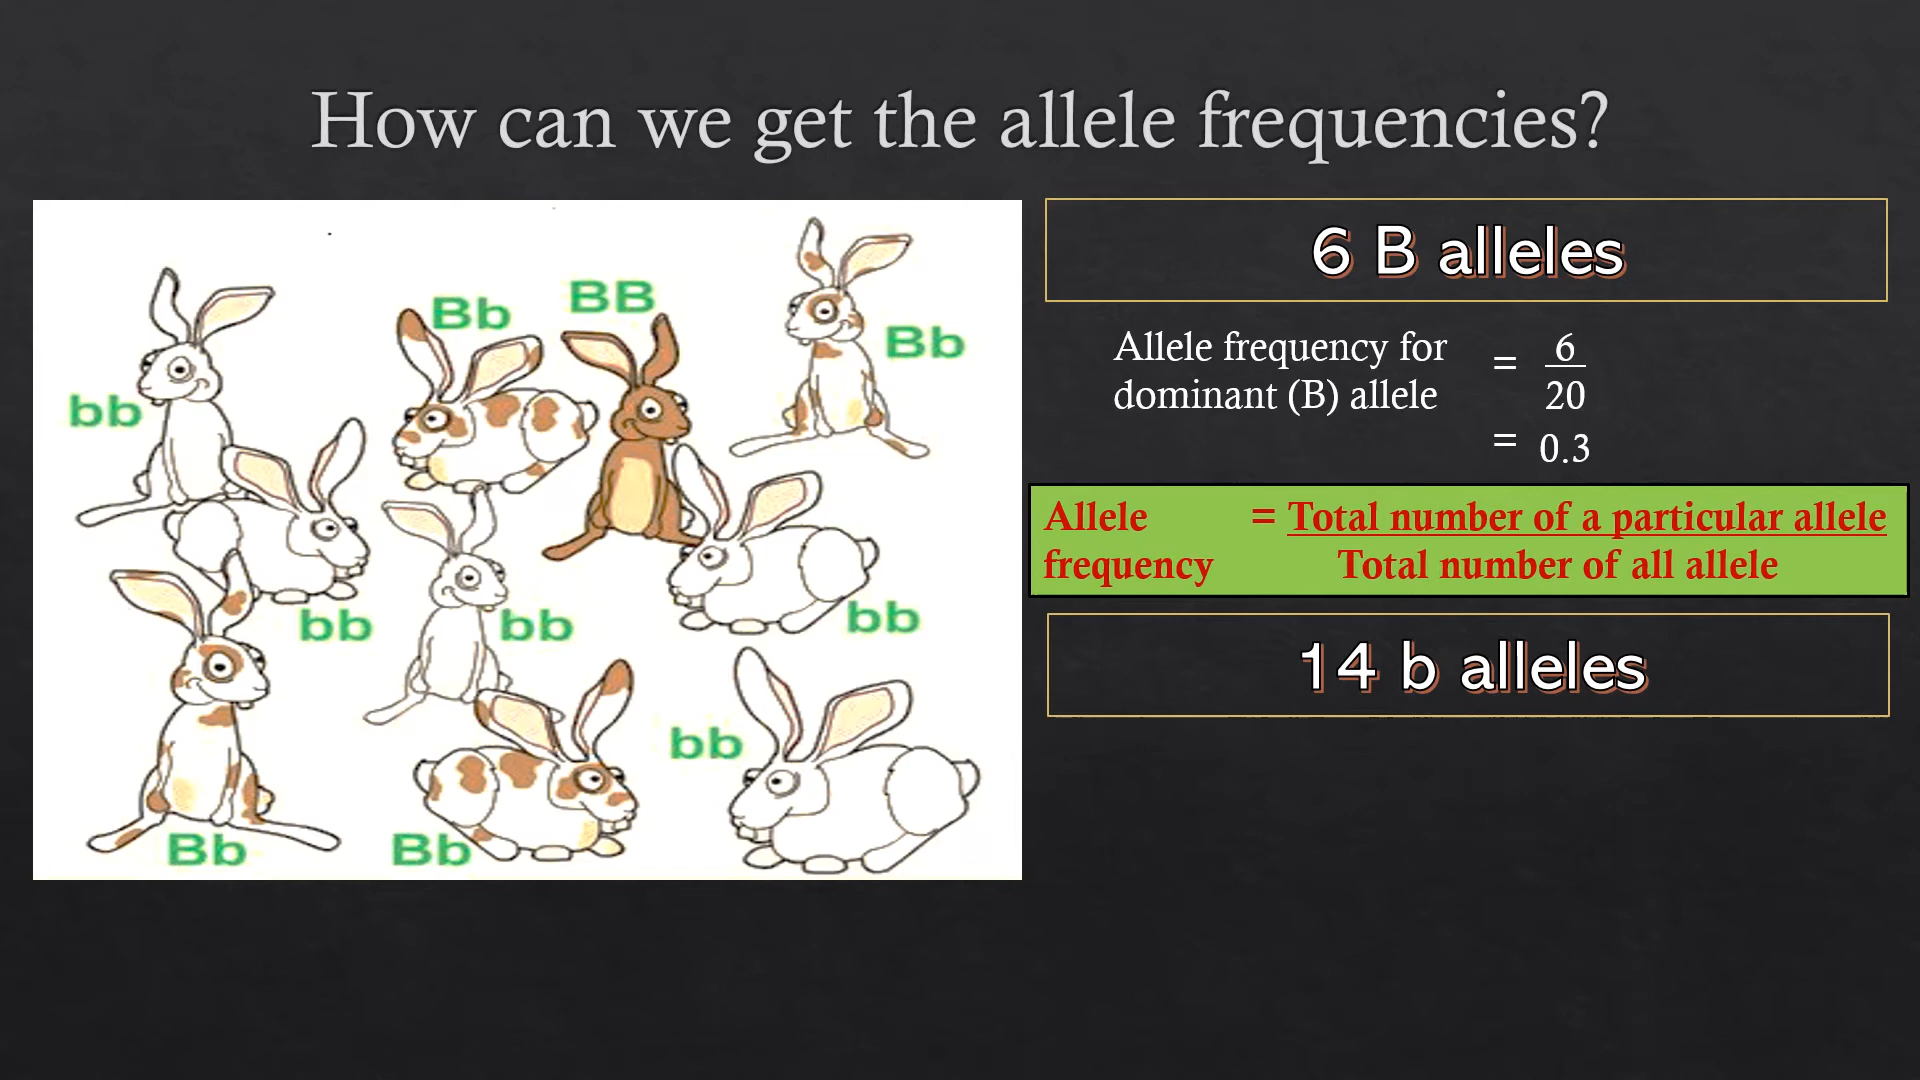 How can we get the allele frequencies?
bb
Bb
BB
Bb
bb
bb
bb
Bb
Bb
bb
6 B alleles
Allele frequency for
dominant (B) allele
= 6
20
= 0.3
Allele = Total number of a particular allele
frequency Total number of all allele
14 b alleles